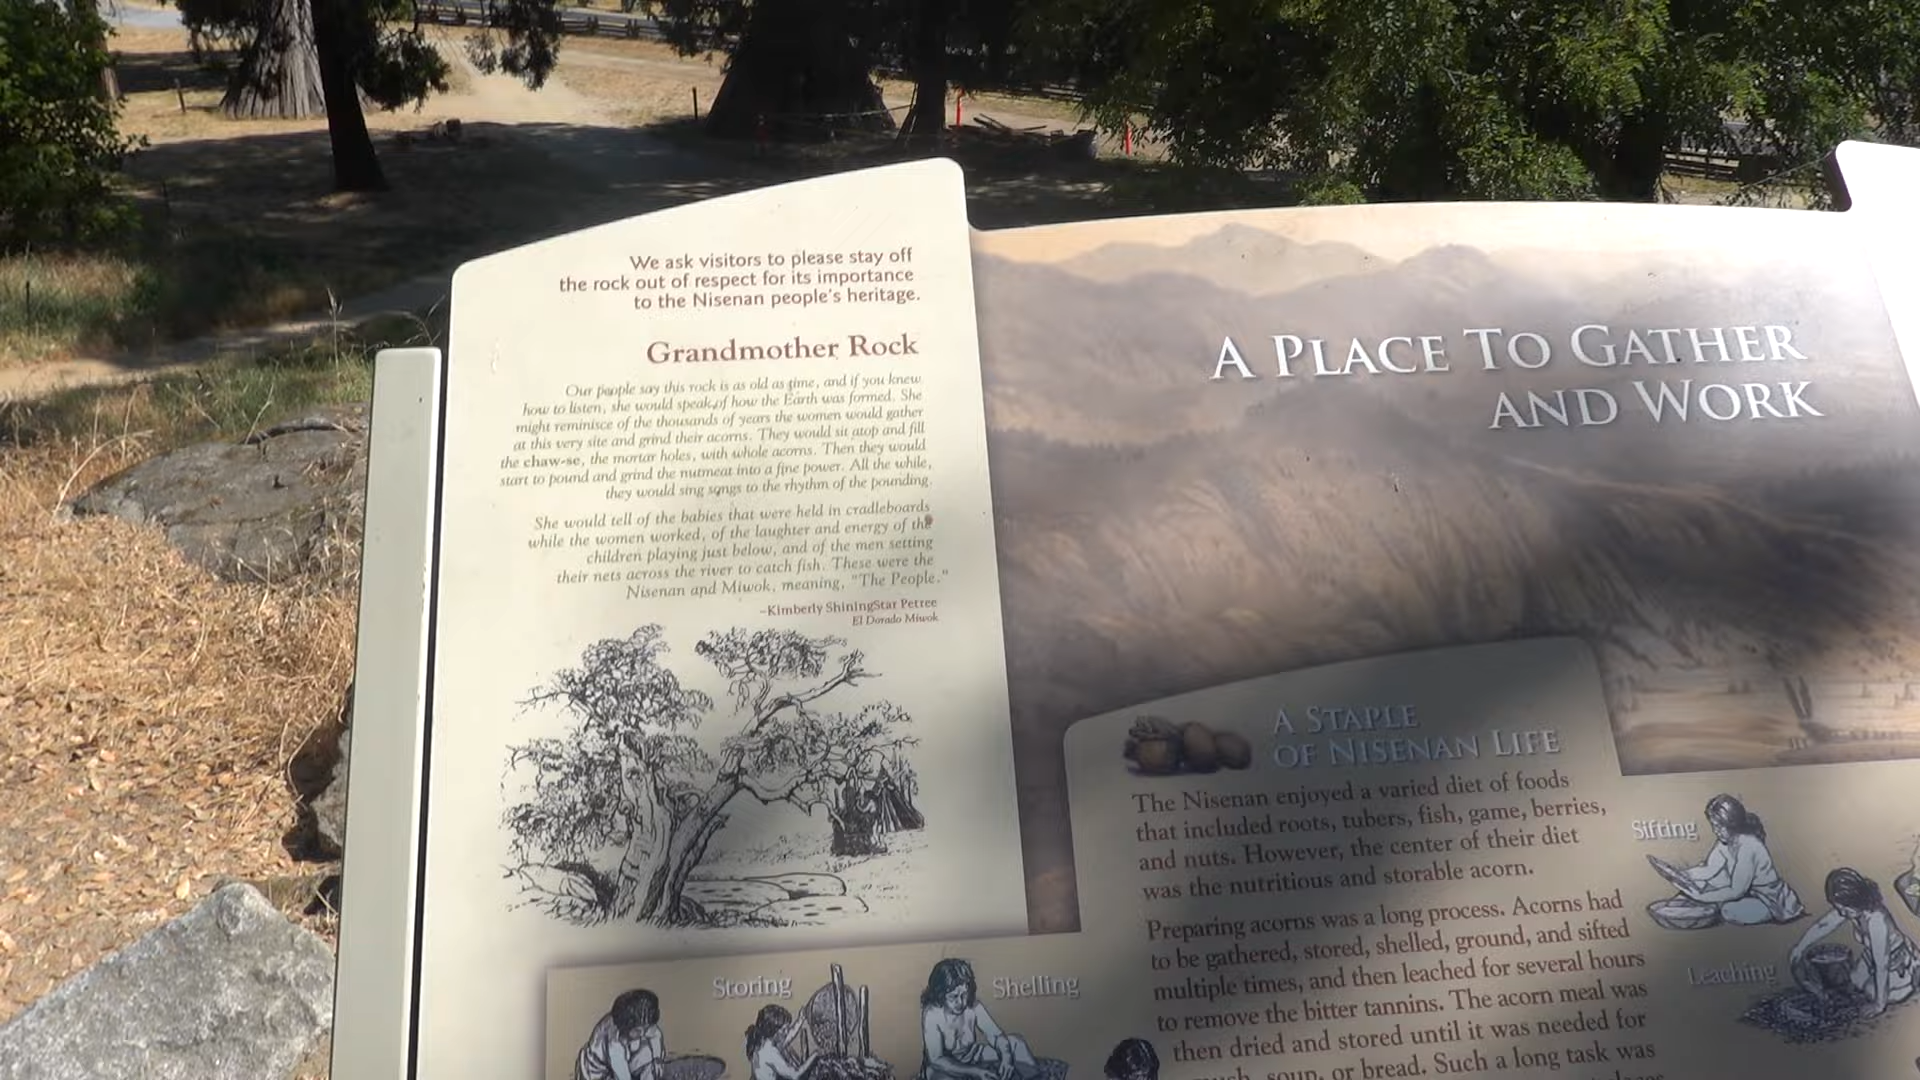 We ask visitors to please stay off
the rock out of respect for its importance
to the Nisenan people's heritage.
Grandmother Rock
Our people say this rock is as old as time, and if you knew
how to listen, she would speak of how the Earth was formed. She
might reminisce of the thousands of years the women would gather
at this very site and grind their acorns. They would sit atop and fill
the chaw-se, the mortar holes, with whole acorns. Then they would
start to pound and grind the nutmeat into a fine power. All the while,
they would sing songs to the rhythm of the pounding.
She would tell of the babies that were held in cradleboards
while the women worked, of the laughter and energy of the
children playing just below, and of the men setting
their nets across the river to catch fish. These were the
Nisenan and Miwok, meaning, "The People."
–Kimberly ShiningStar Petree
El Dorado Miwok
A PLACE TO GATHER
AND WORK
A STAPLE
OF NISENAN LIFE
The Nisenan enjoyed a varied diet of foods
that included roots, tubers, fish, game, berries,
and nuts. However, the center of their diet
was the nutritious and storable acorn.
Preparing acorns was a long process. Acorns had
to be gathered, stored, shelled, ground, and sifted
multiple times, and then leached for several hours
to remove the bitter tannins. The acorn meal was
then dried and stored until it was needed for
soup, or bread. Such a long task was
Storing
Shelling
Sifting
Leaching